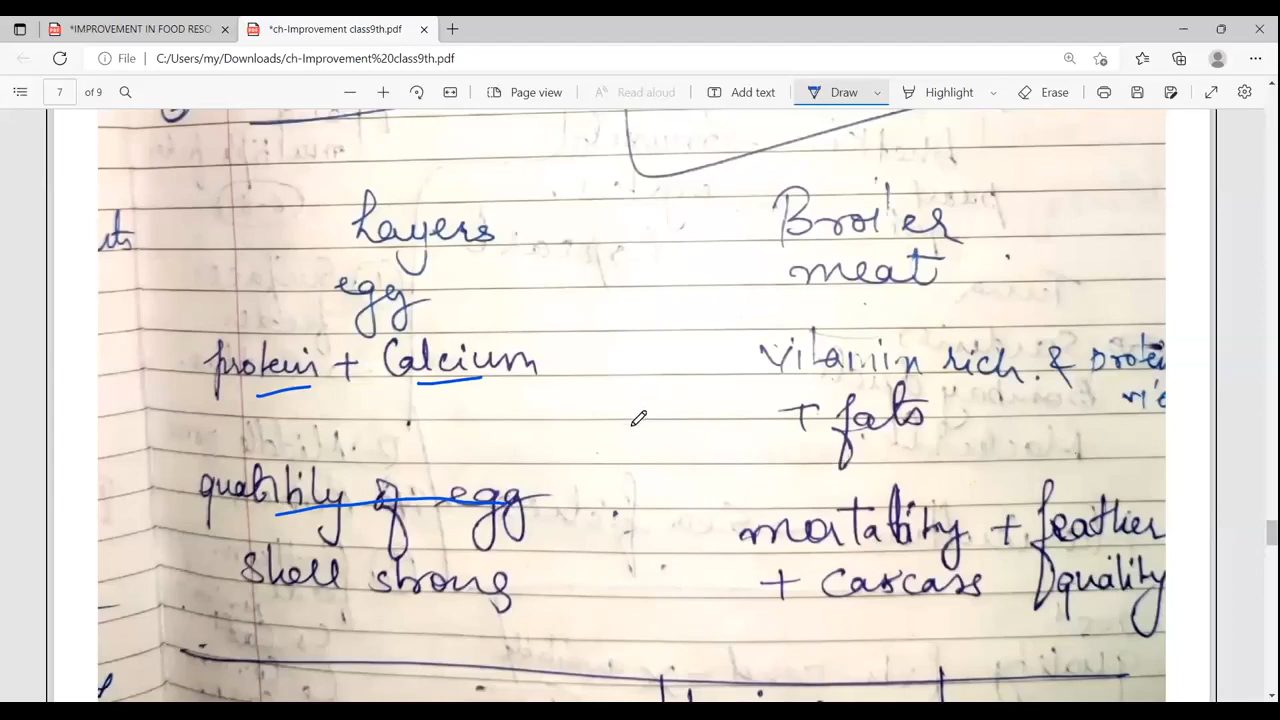 *IMPROVEMENT IN FOOD RESO
*ch-Improvement class9th.pdf
File
C:/Users/my/Downloads/ch-Improvement%20class9th.pdf
7 of 9
Page view
Read aloud
Add text
Draw
Highlight
Erase
Layers
Broiler
egg
meat
protein + Calcium
Vitamin rich & protei
+ fats
quantity of egg
shell strong
mortality + feather
+ carcass quality